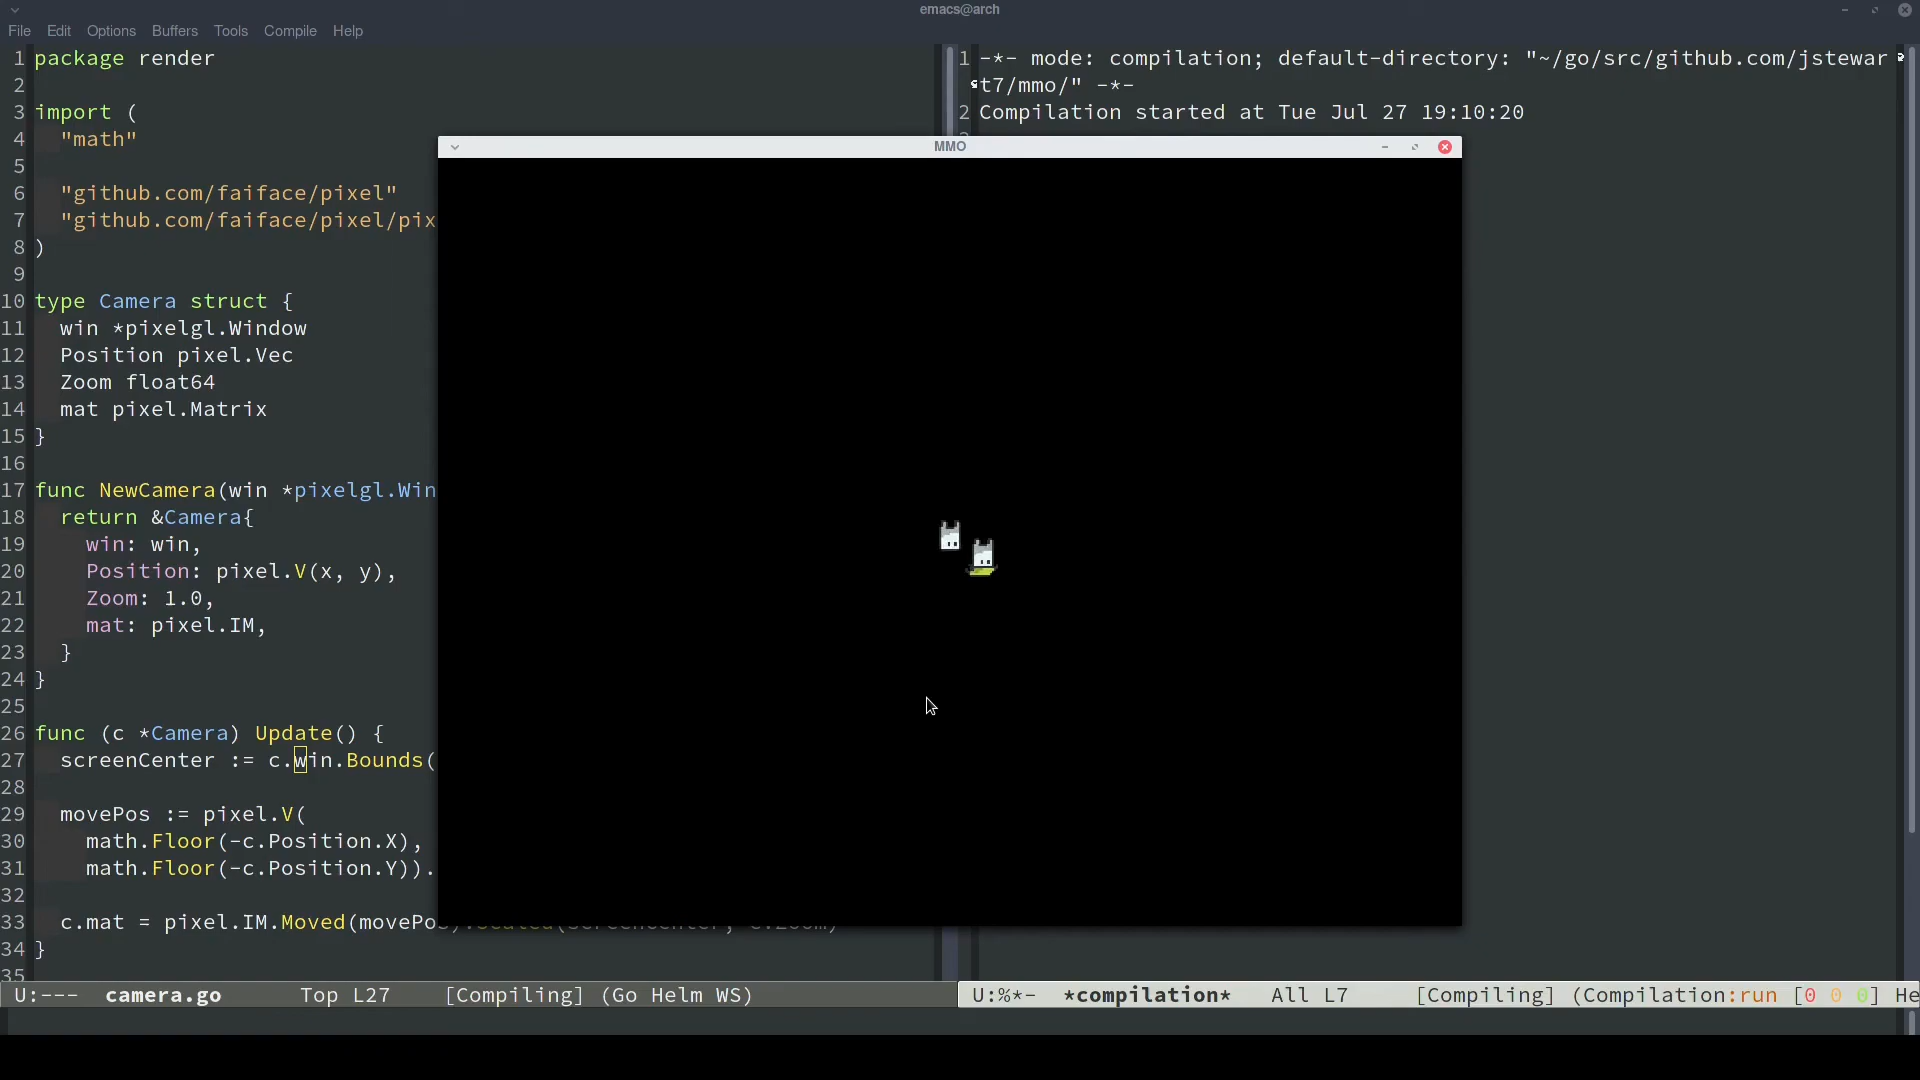 emacs@arch
File Edit Options Buffers Tools Compile Help
1 package render
2
3 import (
4 "math"
5
6 "github.com/faiface/pixel"
7 "github.com/faiface/pixel/pix
8 )
9
10 type Camera struct {
11 win *pixelgl.Window
12 Position pixel.Vec
13 Zoom float64
14 mat pixel.Matrix
15 }
16
17 func NewCamera(win *pixelgl.Win
18 return &Camera{
19 win: win,
20 Position: pixel.V(x, y),
21 Zoom: 1.0,
22 mat: pixel.IM,
23 }
24 }
25
26 func (c *Camera) Update() {
27 screenCenter := c.win.Bounds(
28
29 movePos := pixel.V(
30 math.Floor(-c.Position.X),
31 math.Floor(-c.Position.Y)).
32
33 c.mat = pixel.IM.Moved(movePos).Scaled(screenCenter, c.Zoom)
34 }
35
U:--- camera.go Top L27 [Compiling] (Go Helm WS)
1 -*- mode: compilation; default-directory: "~/go/src/github.com/jstewar
t7/mmo/" -*-
2 Compilation started at Tue Jul 27 19:10:20
MMO
U:%*- *compilation* All L7 [Compiling] (Compilation:run [0 0 0] He